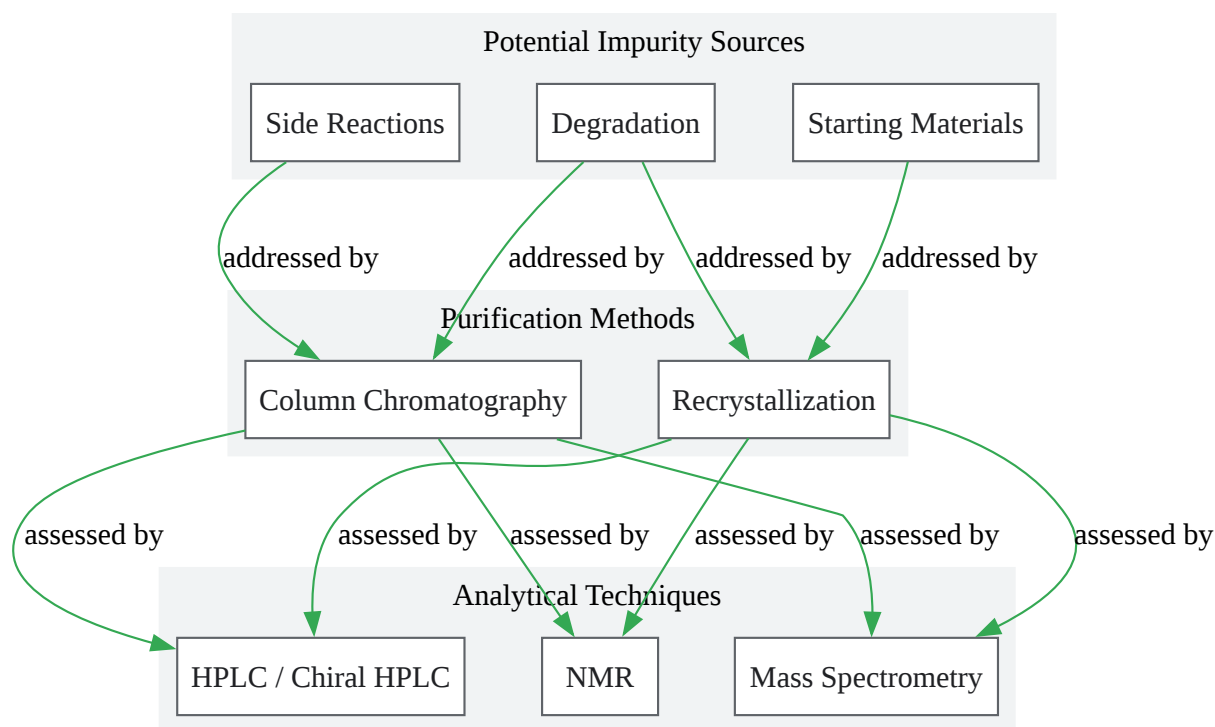 Potential Impurity Sources
Side Reactions
Degradation
Starting Materials
addressed by
addressed by
addressed by
addressed by
Purification Methods
Column Chromatography
Recrystallization
assessed by
assessed by
assessed by
assessed by
assessed by
assessed by
Analytical Techniques
HPLC / Chiral HPLC
NMR
Mass Spectrometry